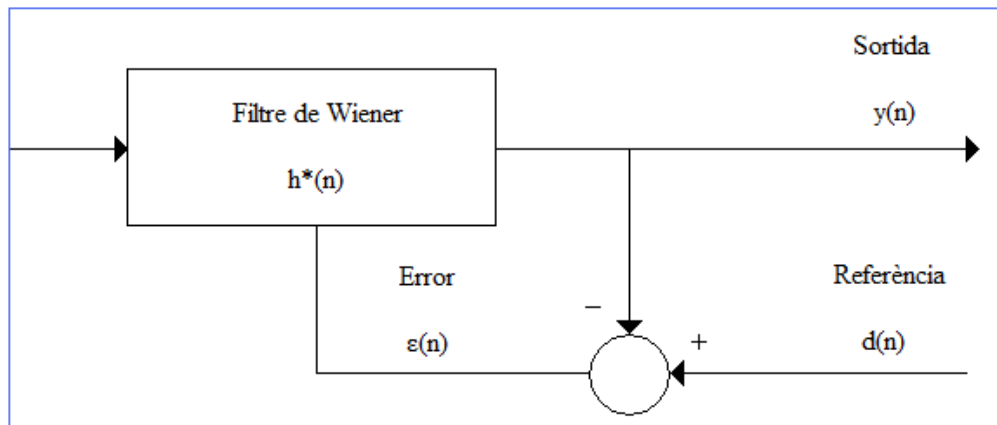 Sortida
y(n)
Filtre de Wiener
h*(n)
Error
ε(n)
−
+
Referència
d(n)